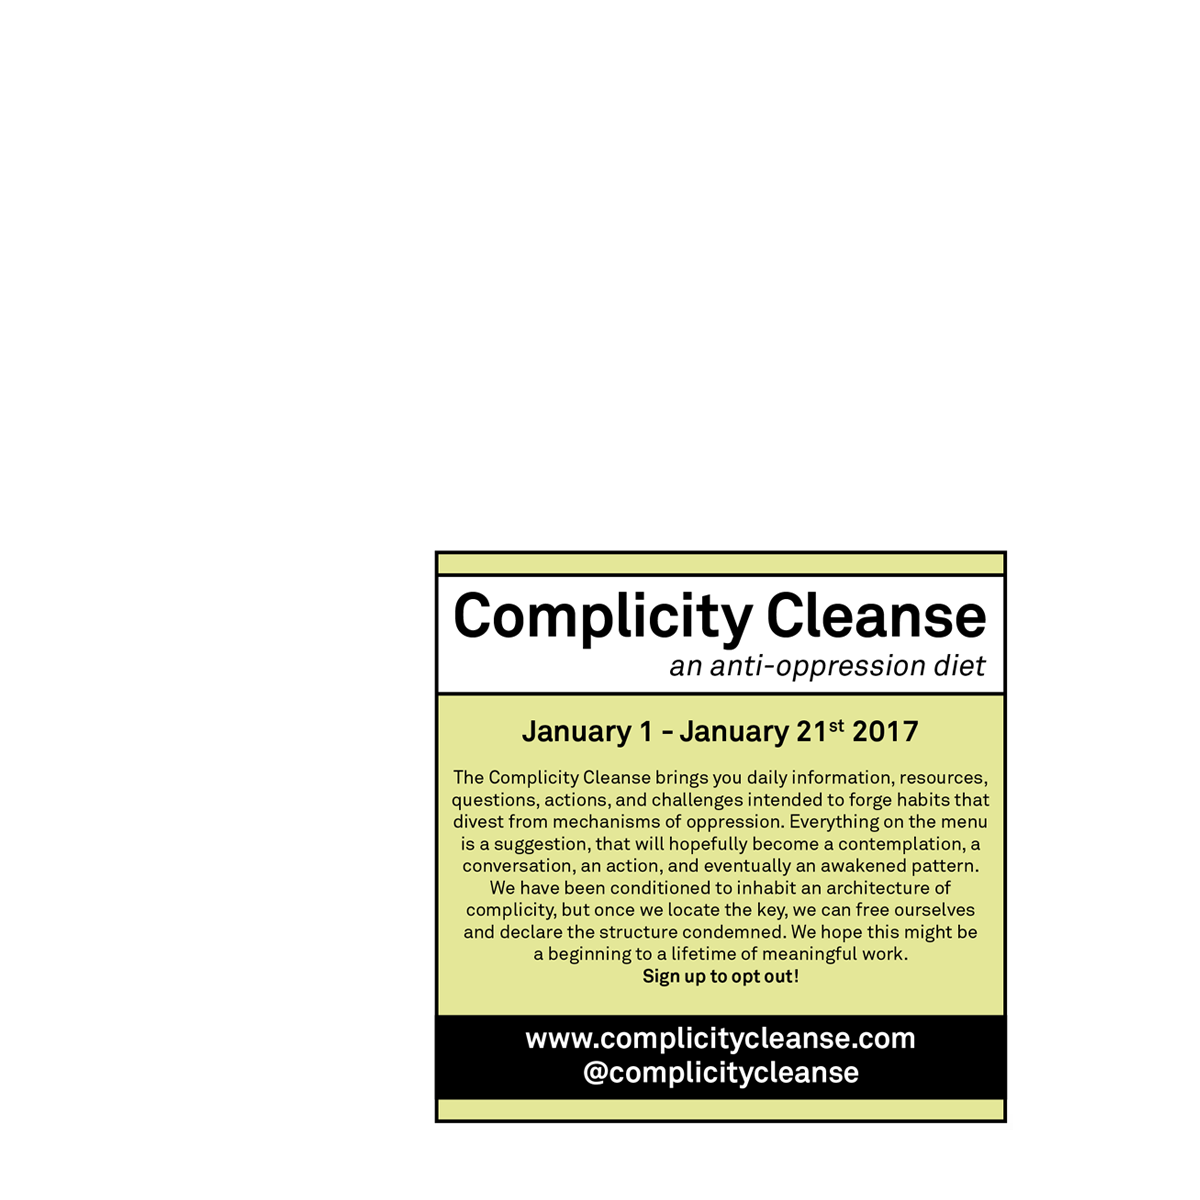 Complicity Cleanse
an anti-oppression diet
January 1 - January 21st 2017
The Complicity Cleanse brings you daily information, resources,
questions, actions, and challenges intended to forge habits that
divest from mechanisms of oppression. Everything on the menu
is a suggestion, that will hopefully become a contemplation, a
conversation, an action, and eventually an awakened pattern.
We have been conditioned to inhabit an architecture of
complicity, but once we locate the key, we can free ourselves
and declare the structure condemned. We hope this might be
a beginning to a lifetime of meaningful work.
Sign up to opt out!
www.complicitycleanse.com
@complicitycleanse